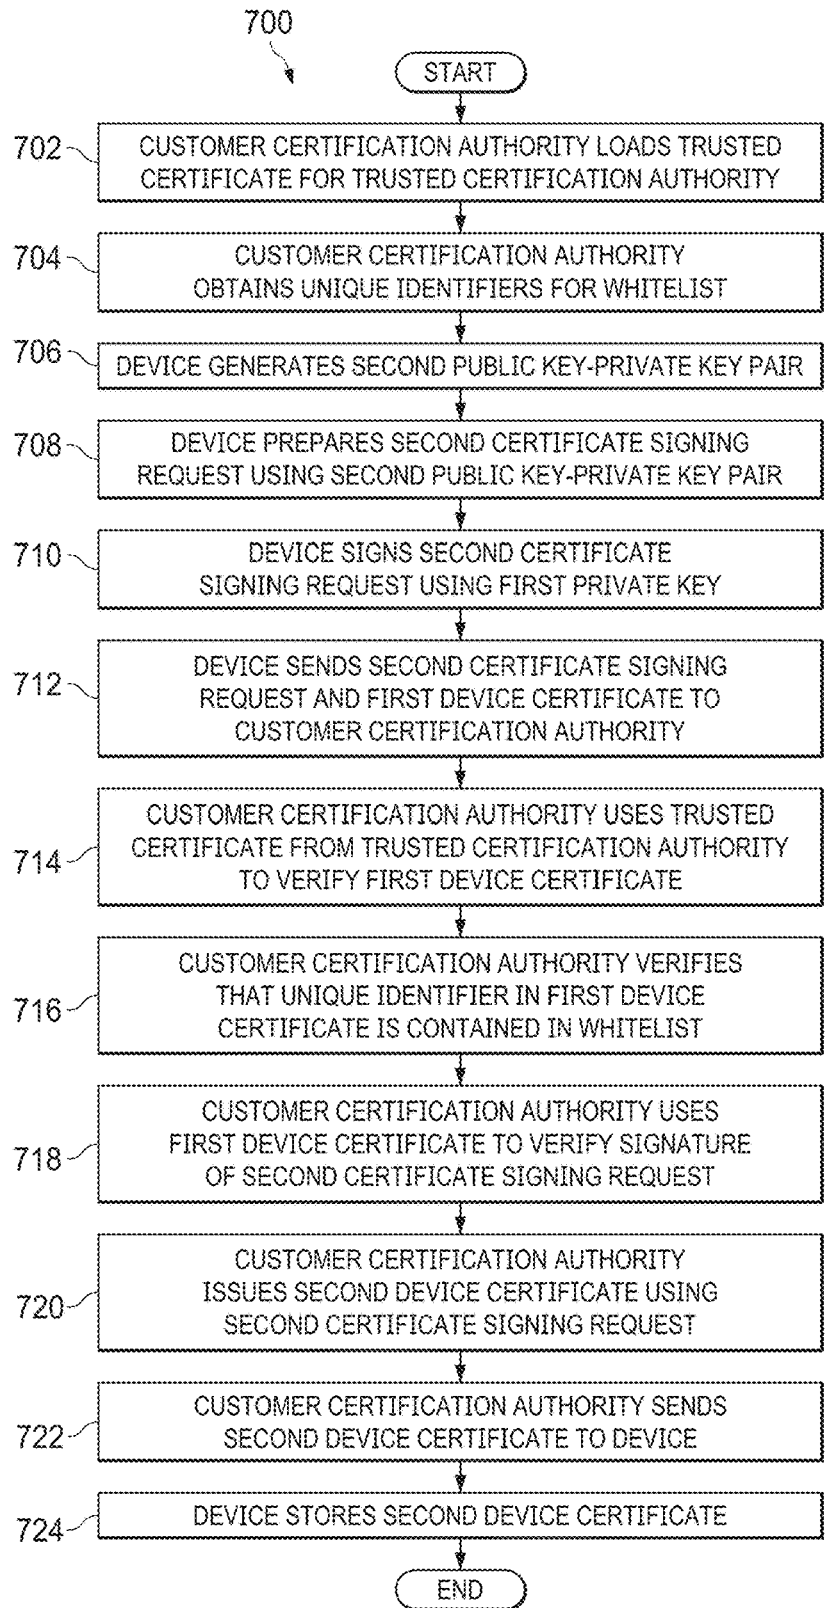 700
START
702
CUSTOMER CERTIFICATION AUTHORITY LOADS TRUSTED
CERTIFICATE FOR TRUSTED CERTIFICATION AUTHORITY
704
CUSTOMER CERTIFICATION AUTHORITY
OBTAINS UNIQUE IDENTIFIERS FOR WHITELIST
706
DEVICE GENERATES SECOND PUBLIC KEY-PRIVATE KEY PAIR
708
DEVICE PREPARES SECOND CERTIFICATE SIGNING
REQUEST USING SECOND PUBLIC KEY-PRIVATE KEY PAIR
710
DEVICE SIGNS SECOND CERTIFICATE
SIGNING REQUEST USING FIRST PRIVATE KEY
712
DEVICE SENDS SECOND CERTIFICATE SIGNING
REQUEST AND FIRST DEVICE CERTIFICATE TO
CUSTOMER CERTIFICATION AUTHORITY
714
CUSTOMER CERTIFICATION AUTHORITY USES TRUSTED
CERTIFICATE FROM TRUSTED CERTIFICATION AUTHORITY
TO VERIFY FIRST DEVICE CERTIFICATE
716
CUSTOMER CERTIFICATION AUTHORITY VERIFIES
THAT UNIQUE IDENTIFIER IN FIRST DEVICE
CERTIFICATE IS CONTAINED IN WHITELIST
718
CUSTOMER CERTIFICATION AUTHORITY USES
FIRST DEVICE CERTIFICATE TO VERIFY SIGNATURE
OF SECOND CERTIFICATE SIGNING REQUEST
720
CUSTOMER CERTIFICATION AUTHORITY
ISSUES SECOND DEVICE CERTIFICATE USING
SECOND CERTIFICATE SIGNING REQUEST
722
CUSTOMER CERTIFICATION AUTHORITY SENDS
SECOND DEVICE CERTIFICATE TO DEVICE
724
DEVICE STORES SECOND DEVICE CERTIFICATE
END